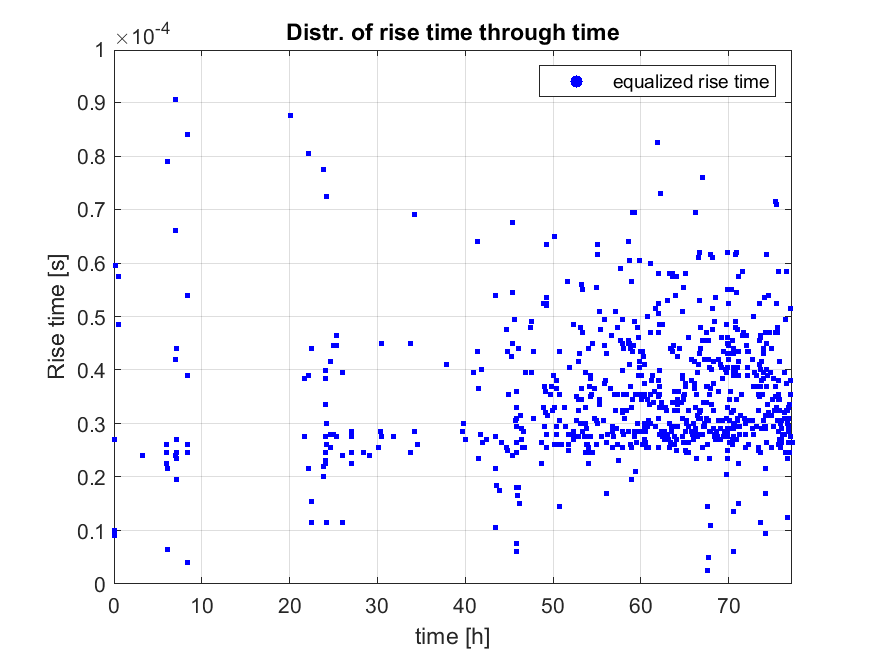 Distr. of rise time through time
×10-4
equalized rise time
Rise time [s]
1
0.9
0.8
0.7
0.6
0.5
0.4
0.3
0.2
0.1
0
0 10 20 30 40 50 60 70
time [h]